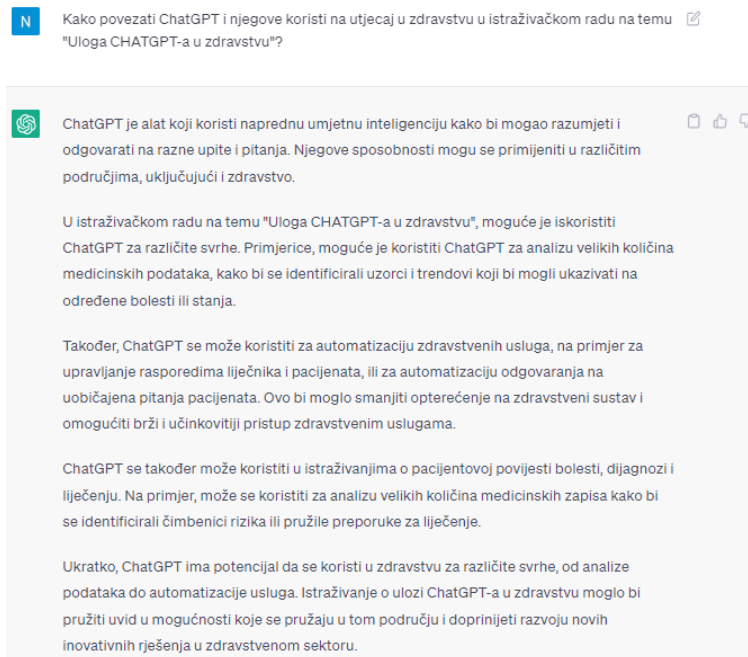 N
Kako povezati ChatGPT i njegove koristi na utjecaj u zdravstvu u istraživačkom radu na temu
"Uloga CHATGPT-a u zdravstvu"?
ChatGPT je alat koji koristi naprednu umjetnu inteligenciju kako bi mogao razumjeti i
odgovarati na razne upite i pitanja. Njegove sposobnosti mogu se primijeniti u različitim
područjima, uključujući i zdravstvo.
U istraživačkom radu na temu "Uloga CHATGPT-a u zdravstvu", moguće je iskoristiti
ChatGPT za različite svrhe. Primjerice, moguće je koristiti ChatGPT za analizu velikih količina
medicinskih podataka, kako bi se identificirali uzorci i trendovi koji bi mogli ukazivati na
određene bolesti ili stanja.
Također, ChatGPT se može koristiti za automatizaciju zdravstvenih usluga, na primjer za
upravljanje rasporedima liječnika i pacijenata, ili za automatizaciju odgovaranja na
uobičajena pitanja pacijenata. Ovo bi moglo smanjiti opterećenje na zdravstveni sustav i
omogućiti brži i učinkovitiji pristup zdravstvenim uslugama.
ChatGPT se također može koristiti u istraživanjima o pacijentovoj povijesti bolesti, dijagnozi i
liječenju. Na primjer, može se koristiti za analizu velikih količina medicinskih zapisa kako bi
se identificirali čimbenici rizika ili pružile preporuke za liječenje.
Ukratko, ChatGPT ima potencijal da se koristi u zdravstvu za različite svrhe, od analize
podataka do automatizacije usluga. Istraživanje o ulozi ChatGPT-a u zdravstvu moglo bi
pružiti uvid u mogućnosti koje se pružaju u tom području i doprinijeti razvoju novih
inovativnih rješenja u zdravstvenom sektoru.